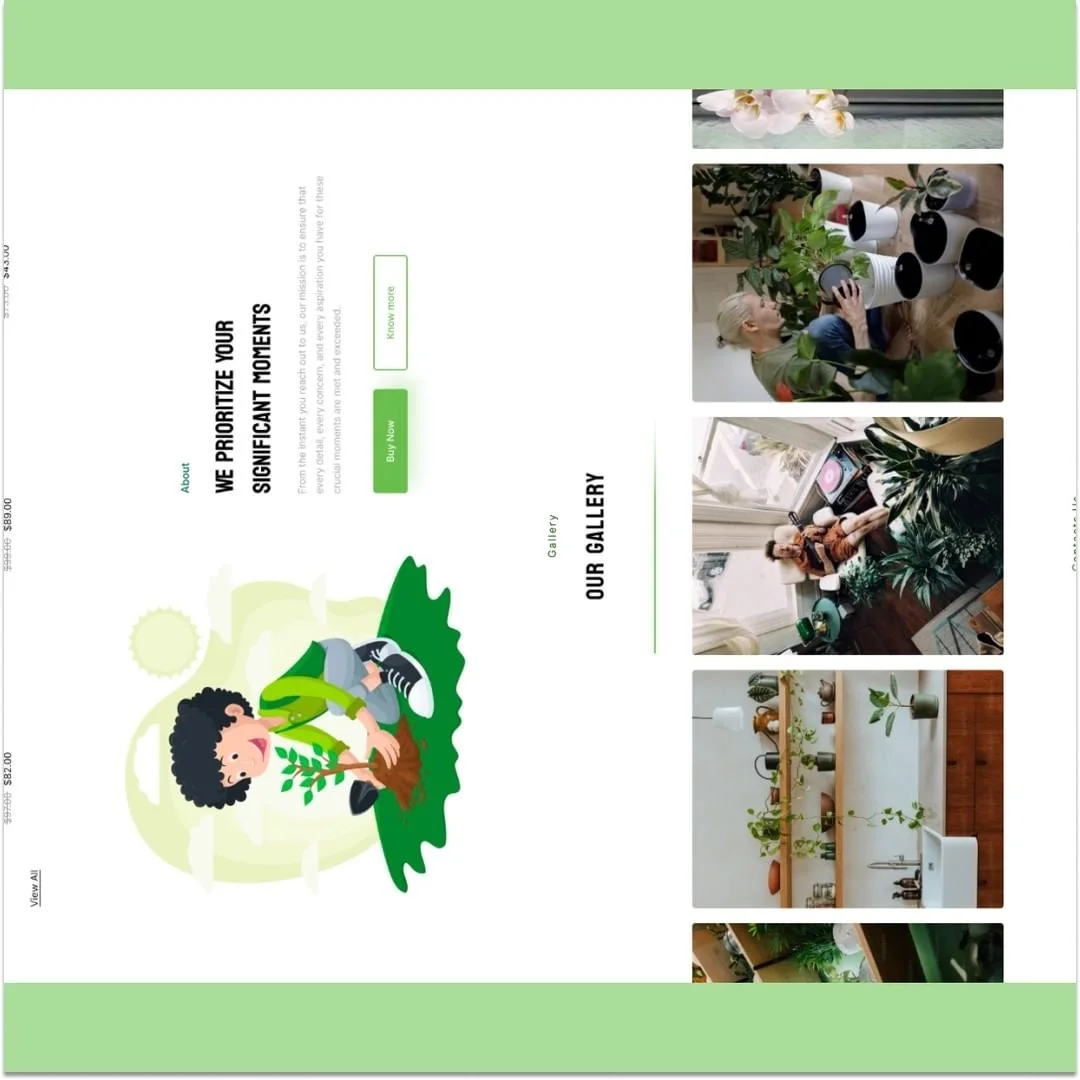 $97.00 $82.00
$99.00 $89.00
$73.00 $43.00
View All
About
WE PRIORITIZE YOUR
SIGNIFICANT MOMENTS
From the instant you reach out to us, our mission is to ensure that
every detail, every concern, and every aspiration you have for these
crucial moments are met and exceeded.
Buy Now
Know more
Gallery
OUR GALLERY